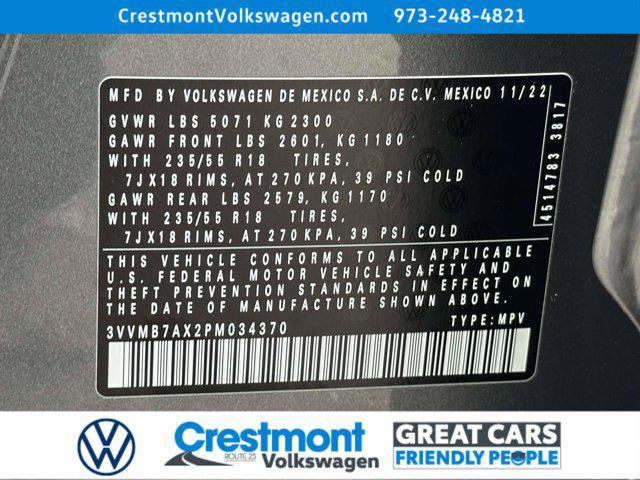 CrestmontVolkswagen.com
973-248-4821
MFD BY VOLKSWAGEN DE MEXICO S.A. DE C.V. MEXICO 11/22
GVWR LBS 5071 KG 2300
GAWR FRONT LBS 2601, KG 1180
WITH 235/55 R18 TIRES,
7JX18 RIMS, AT 270 KPA, 39 PSI COLD
GAWR REAR LBS 2579, KG 1170
WITH 235/55 R18 TIRES,
7JX18 RIMS, AT 270 KPA, 39 PSI COLD
4514783 3817
THIS VEHICLE CONFORMS TO ALL APPLICABLE
U.S. FEDERAL MOTOR VEHICLE SAFETY AND
THEFT PREVENTION STANDARDS IN EFFECT ON
THE DATE OF MANUFACTURE SHOWN ABOVE.
3VVMB7AX2PM034370 TYPE: MPV
Crestmont
ROUTE 23
Volkswagen
GREAT CARS
FRIENDLY PEOPLE